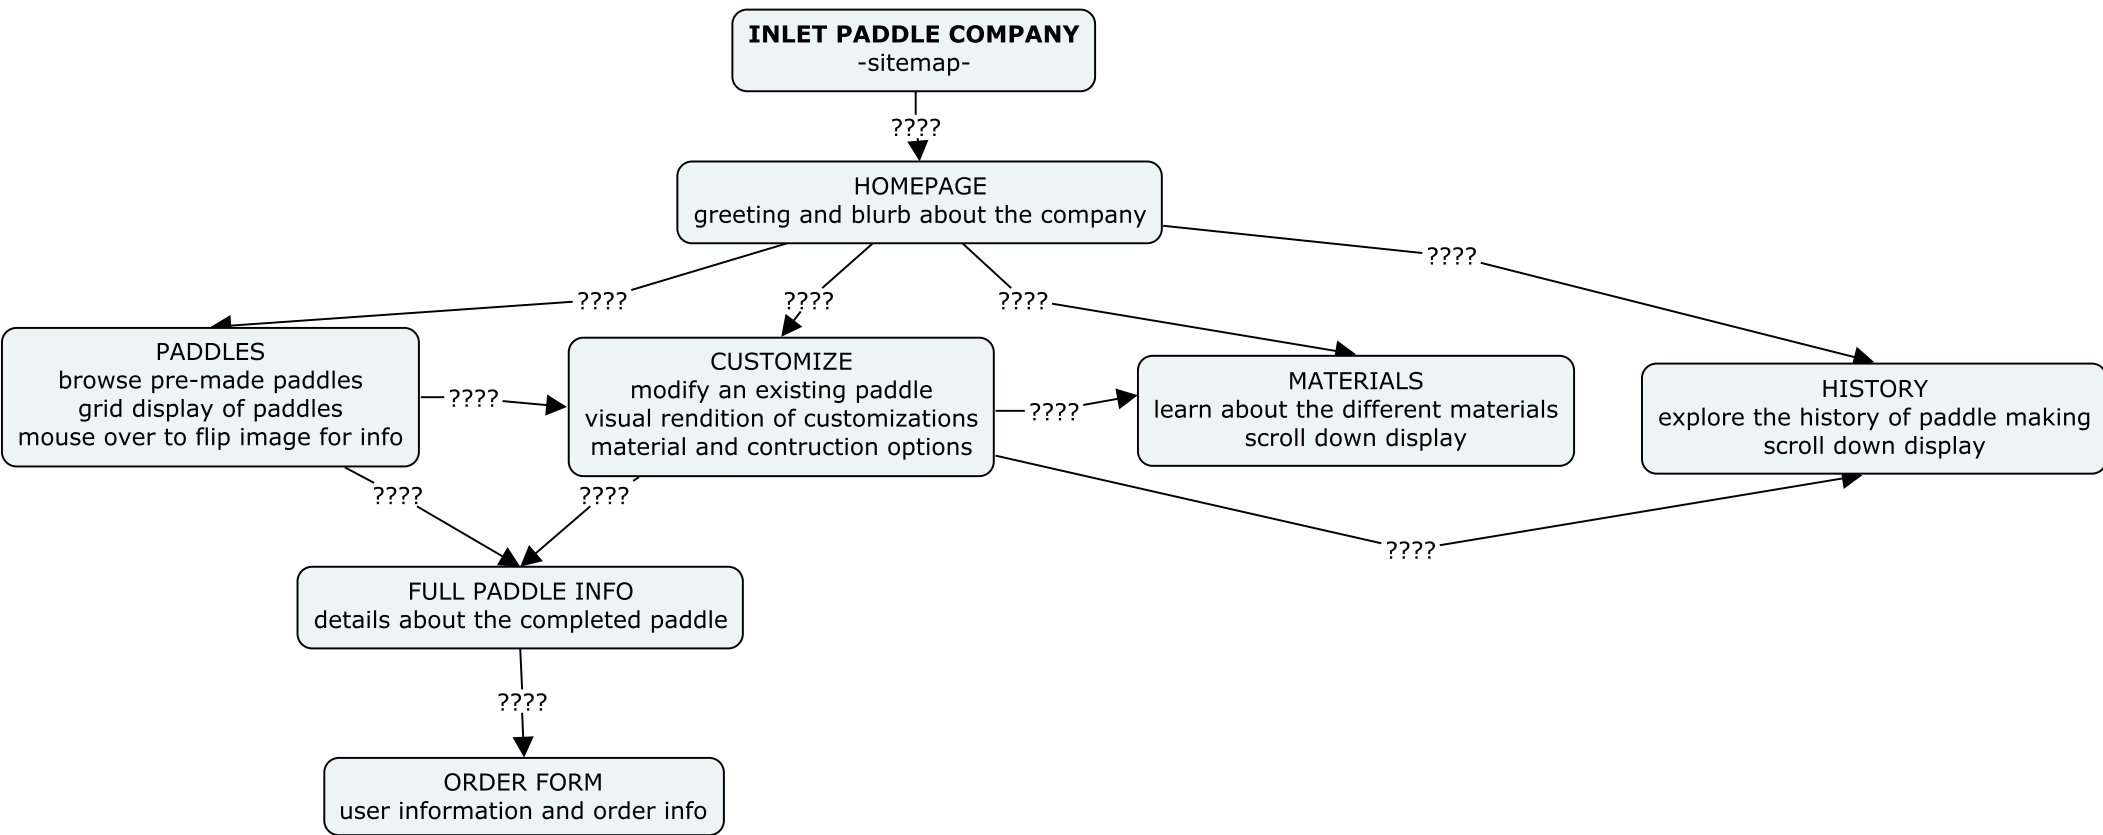 INLET PADDLE COMPANY
-sitemap-
????
HOMEPAGE
greeting and blurb about the company
????
????
????
????
PADDLES
browse pre-made paddles
grid display of paddles
mouse over to flip image for info
????
CUSTOMIZE
modify an existing paddle
visual rendition of customizations
material and contruction options
????
MATERIALS
learn about the different materials
scroll down display
HISTORY
explore the history of paddle making
scroll down display
????
????
????
FULL PADDLE INFO
details about the completed paddle
????
ORDER FORM
user information and order info